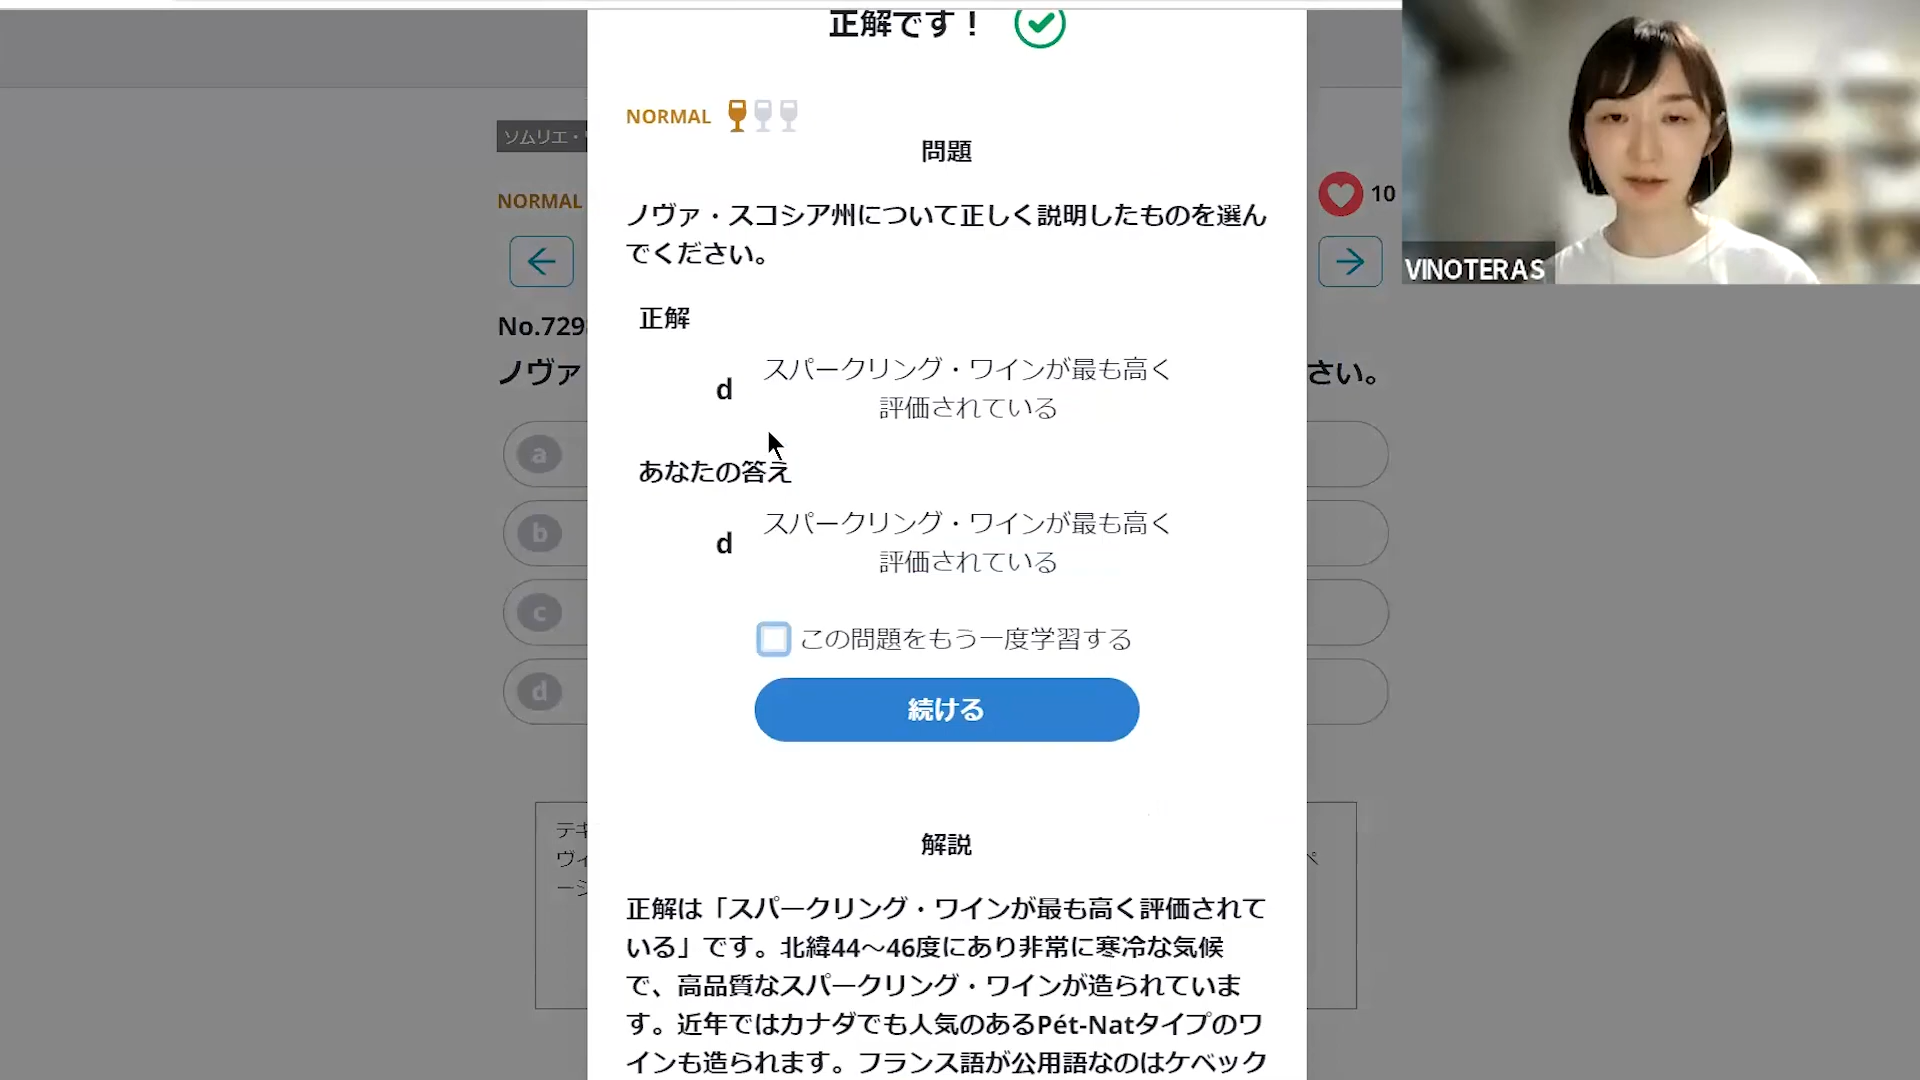 正解です！
NORMAL
問題
ノヴァ・スコシア州について正しく説明したものを選ん
でください。
正解
d スパークリング・ワインが最も高く
評価されている
あなたの答え
d スパークリング・ワインが最も高く
評価されている
この問題をもう一度学習する
続ける
解説
正解は「スパークリング・ワインが最も高く評価されて
いる」です。北緯44～46度にあり非常に寒冷な気候
で、高品質なスパークリング・ワインが造られていま
す。近年ではカナダでも人気のあるPét-Natタイプのワ
インも造られます。フランス語が公用語なのはケベック
ソムリエ・
NORMAL
10
No.729
ノヴァ
さい。
a
b
c
d
テキ
ヴィ
ペ
ージ
VINOTERAS